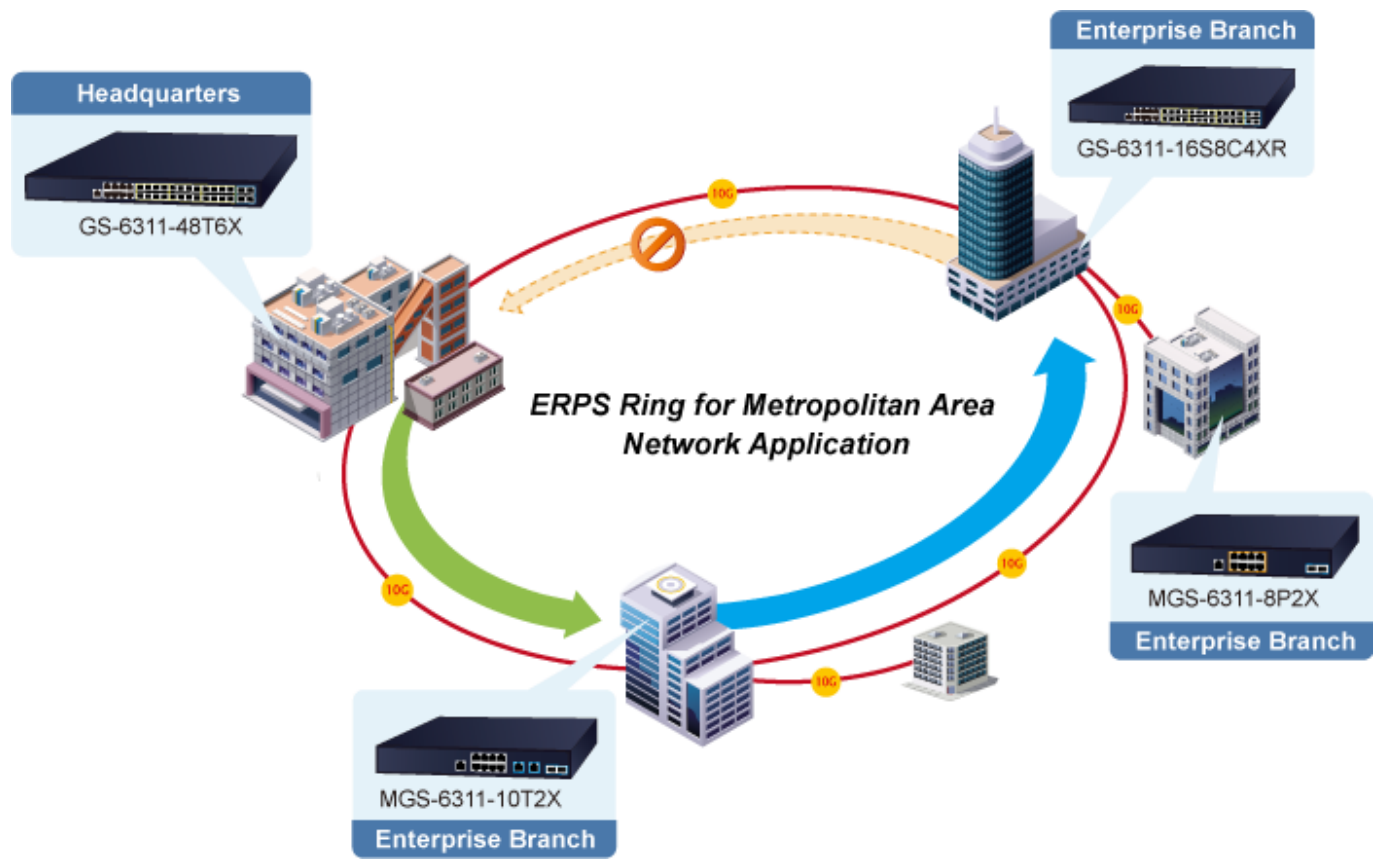 Enterprise Branch
GS-6311-16S8C4XR
Headquarters
GS-6311-48T6X
10G
10G
ERPS Ring for Metropolitan Area
Network Application
MGS-6311-8P2X
Enterprise Branch
10G
10G
10G
MGS-6311-10T2X
Enterprise Branch